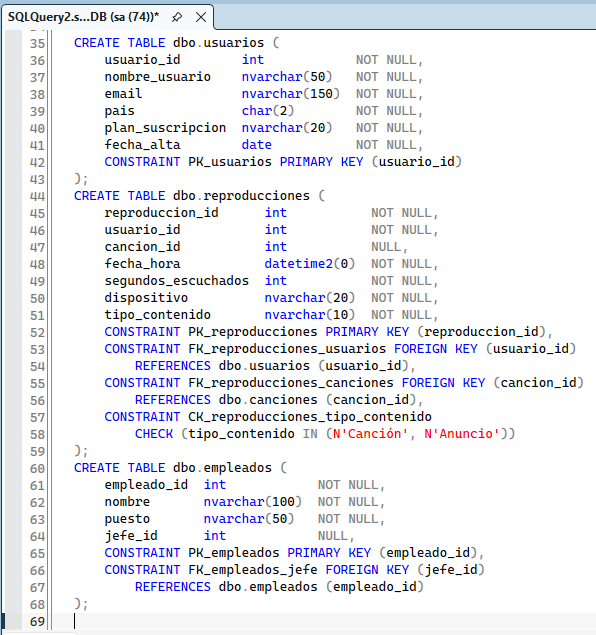 SQLQuery2.s...DB (sa (74))*
35 CREATE TABLE dbo.usuarios (
36 usuario_id int NOT NULL,
37 nombre_usuario nvarchar(50) NOT NULL,
38 email nvarchar(150) NOT NULL,
39 pais char(2) NOT NULL,
40 plan_suscripcion nvarchar(20) NOT NULL,
41 fecha_alta date NOT NULL,
42 CONSTRAINT PK_usuarios PRIMARY KEY (usuario_id)
43 );
44 CREATE TABLE dbo.reproducciones (
45 reproduccion_id int NOT NULL,
46 usuario_id int NOT NULL,
47 cancion_id int NULL,
48 fecha_hora datetime2(0) NOT NULL,
49 segundos_escuchados int NOT NULL,
50 dispositivo nvarchar(20) NOT NULL,
51 tipo_contenido nvarchar(10) NOT NULL,
52 CONSTRAINT PK_reproducciones PRIMARY KEY (reproduccion_id),
53 CONSTRAINT FK_reproducciones_usuarios FOREIGN KEY (usuario_id)
54 REFERENCES dbo.usuarios (usuario_id),
55 CONSTRAINT FK_reproducciones_canciones FOREIGN KEY (cancion_id)
56 REFERENCES dbo.canciones (cancion_id),
57 CONSTRAINT CK_reproducciones_tipo_contenido
58 CHECK (tipo_contenido IN (N'Canción', N'Anuncio'))
59 );
60 CREATE TABLE dbo.empleados (
61 empleado_id int NOT NULL,
62 nombre nvarchar(100) NOT NULL,
63 puesto nvarchar(50) NOT NULL,
64 jefe_id int NULL,
65 CONSTRAINT PK_empleados PRIMARY KEY (empleado_id),
66 CONSTRAINT FK_empleados_jefe FOREIGN KEY (jefe_id)
67 REFERENCES dbo.empleados (empleado_id)
68 );
69